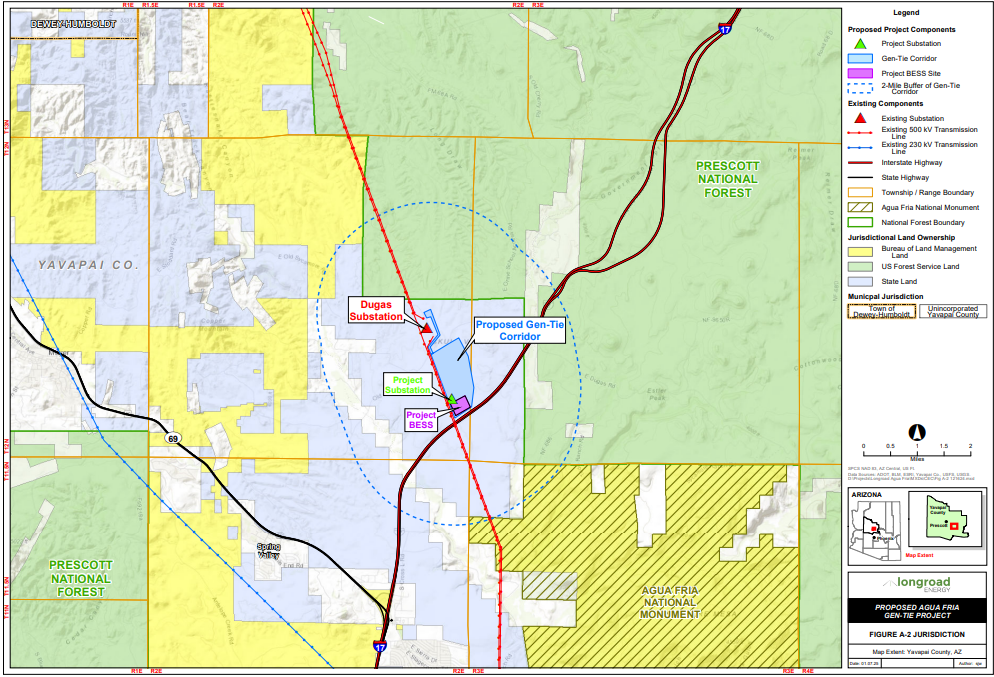 R1E R1.5E R1.5E R2E
R2E R3E
DEWEY-HUMBOLDT
17
T13N
T12N
PRESCOTT
NATIONAL
FOREST
YAVAPAI CO.
Dugas
Substation
Proposed Gen-Tie
Corridor
Project
Substation
Project
BESS
69
T12N
T11.5N
Spring
Valley
PRESCOTT
NATIONAL
FOREST
AGUA FRIA
NATIONAL
MONUMENT
T11.5N
T11N
17
R1E R2E
R2E R3E
R3E R4E
Legend
Proposed Project Components
Project Substation
Gen-Tie Corridor
Project BESS Site
2-Mile Buffer of Gen-Tie
Corridor
Existing Components
Existing Substation
Existing 500 kV Transmission
Line
Existing 230 kV Transmission
Line
Interstate Highway
State Highway
Township / Range Boundary
Agua Fria National Monument
National Forest Boundary
Jurisdictional Land Ownership
Bureau of Land Management
Land
US Forest Service Land
State Land
Municpal Jurisdiction
Town of
Dewey-Humboldt
Unincorporated
Yavapai County
0 0.5 1 1.5 2
Miles
ARIZONA
Phoenix
Yavapai
County
Prescott
Map Extent
longroad
ENERGY
PROPOSED AGUA FRIA
GEN-TIE PROJECT
FIGURE A-2 JURISDICTION
Map Extent: Yavapai County, AZ
Date: 01.07.25 Author: sje